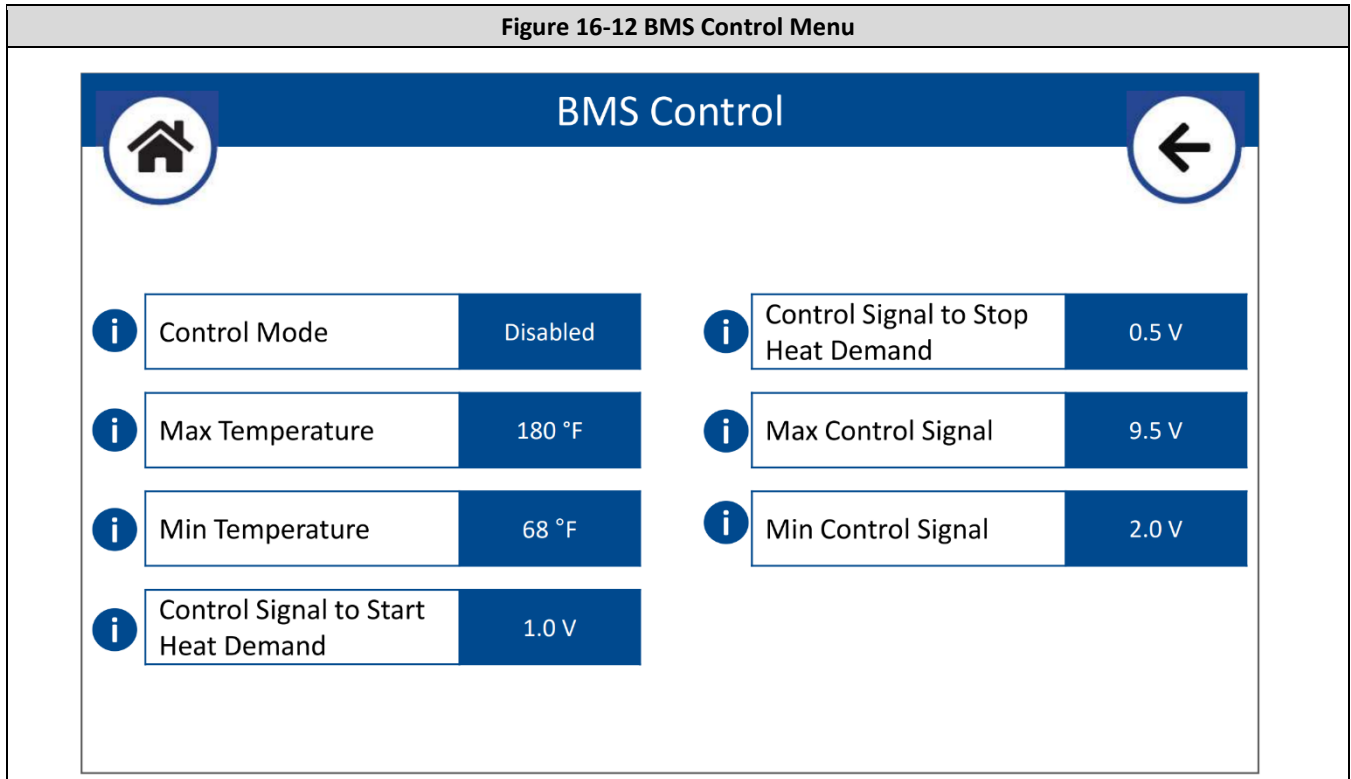 Figure 16-12 BMS Control Menu
BMS Control
i
Control Mode
Disabled
i
Max Temperature
180 °F
i
Min Temperature
68 °F
i
Control Signal to Start
Heat Demand
1.0 V
i
Control Signal to Stop
Heat Demand
0.5 V
i
Max Control Signal
9.5 V
i
Min Control Signal
2.0 V